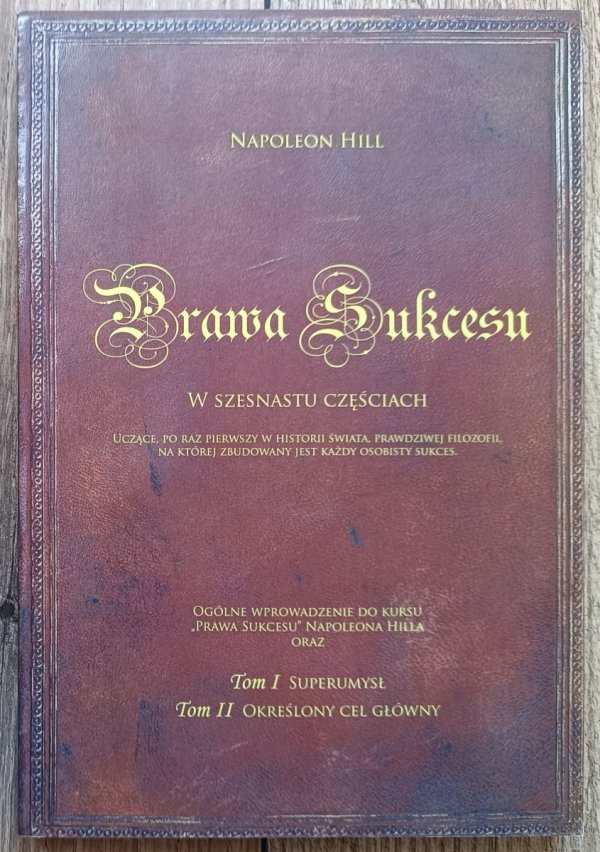 Napoleon Hill
Prawa Sukcesu
W szesnastu częściach
Uczące, po raz pierwszy w historii świata, prawdziwej filozofii,
na której zbudowany jest każdy osobisty sukces.
Ogólne wprowadzenie do kursu
„Prawa Sukcesu” Napoleona Hilla
oraz
Tom I Superumysł
Tom II Określony cel główny